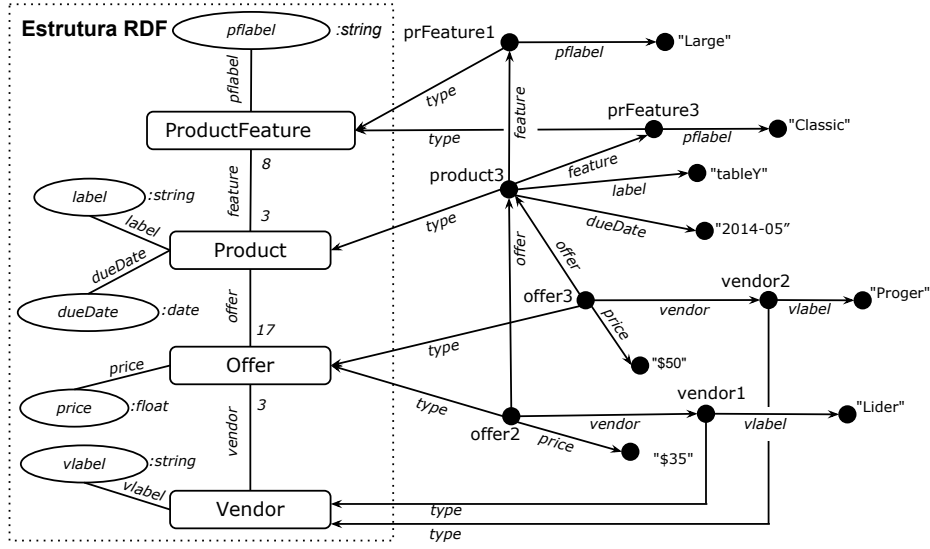 Estrutura RDF
pflabel :string
pflabel
ProductFeature
8
feature
3
label :string
label
Product
dueDate
dueDate :date
offer
17
price
Offer
price :float
3
vendor
vlabel :string
vlabel
Vendor
prFeature1
pflabel
"Large"
type
feature
prFeature3
type
pflabel
"Classic"
product3
feature
label
"tableY"
type
dueDate
"2014-05”
offer
offer
offer3
vendor
vendor2
vlabel
"Proger"
price
type
"$50"
vendor1
type
offer2
vendor
vlabel
"Lider"
price
"$35"
type
type